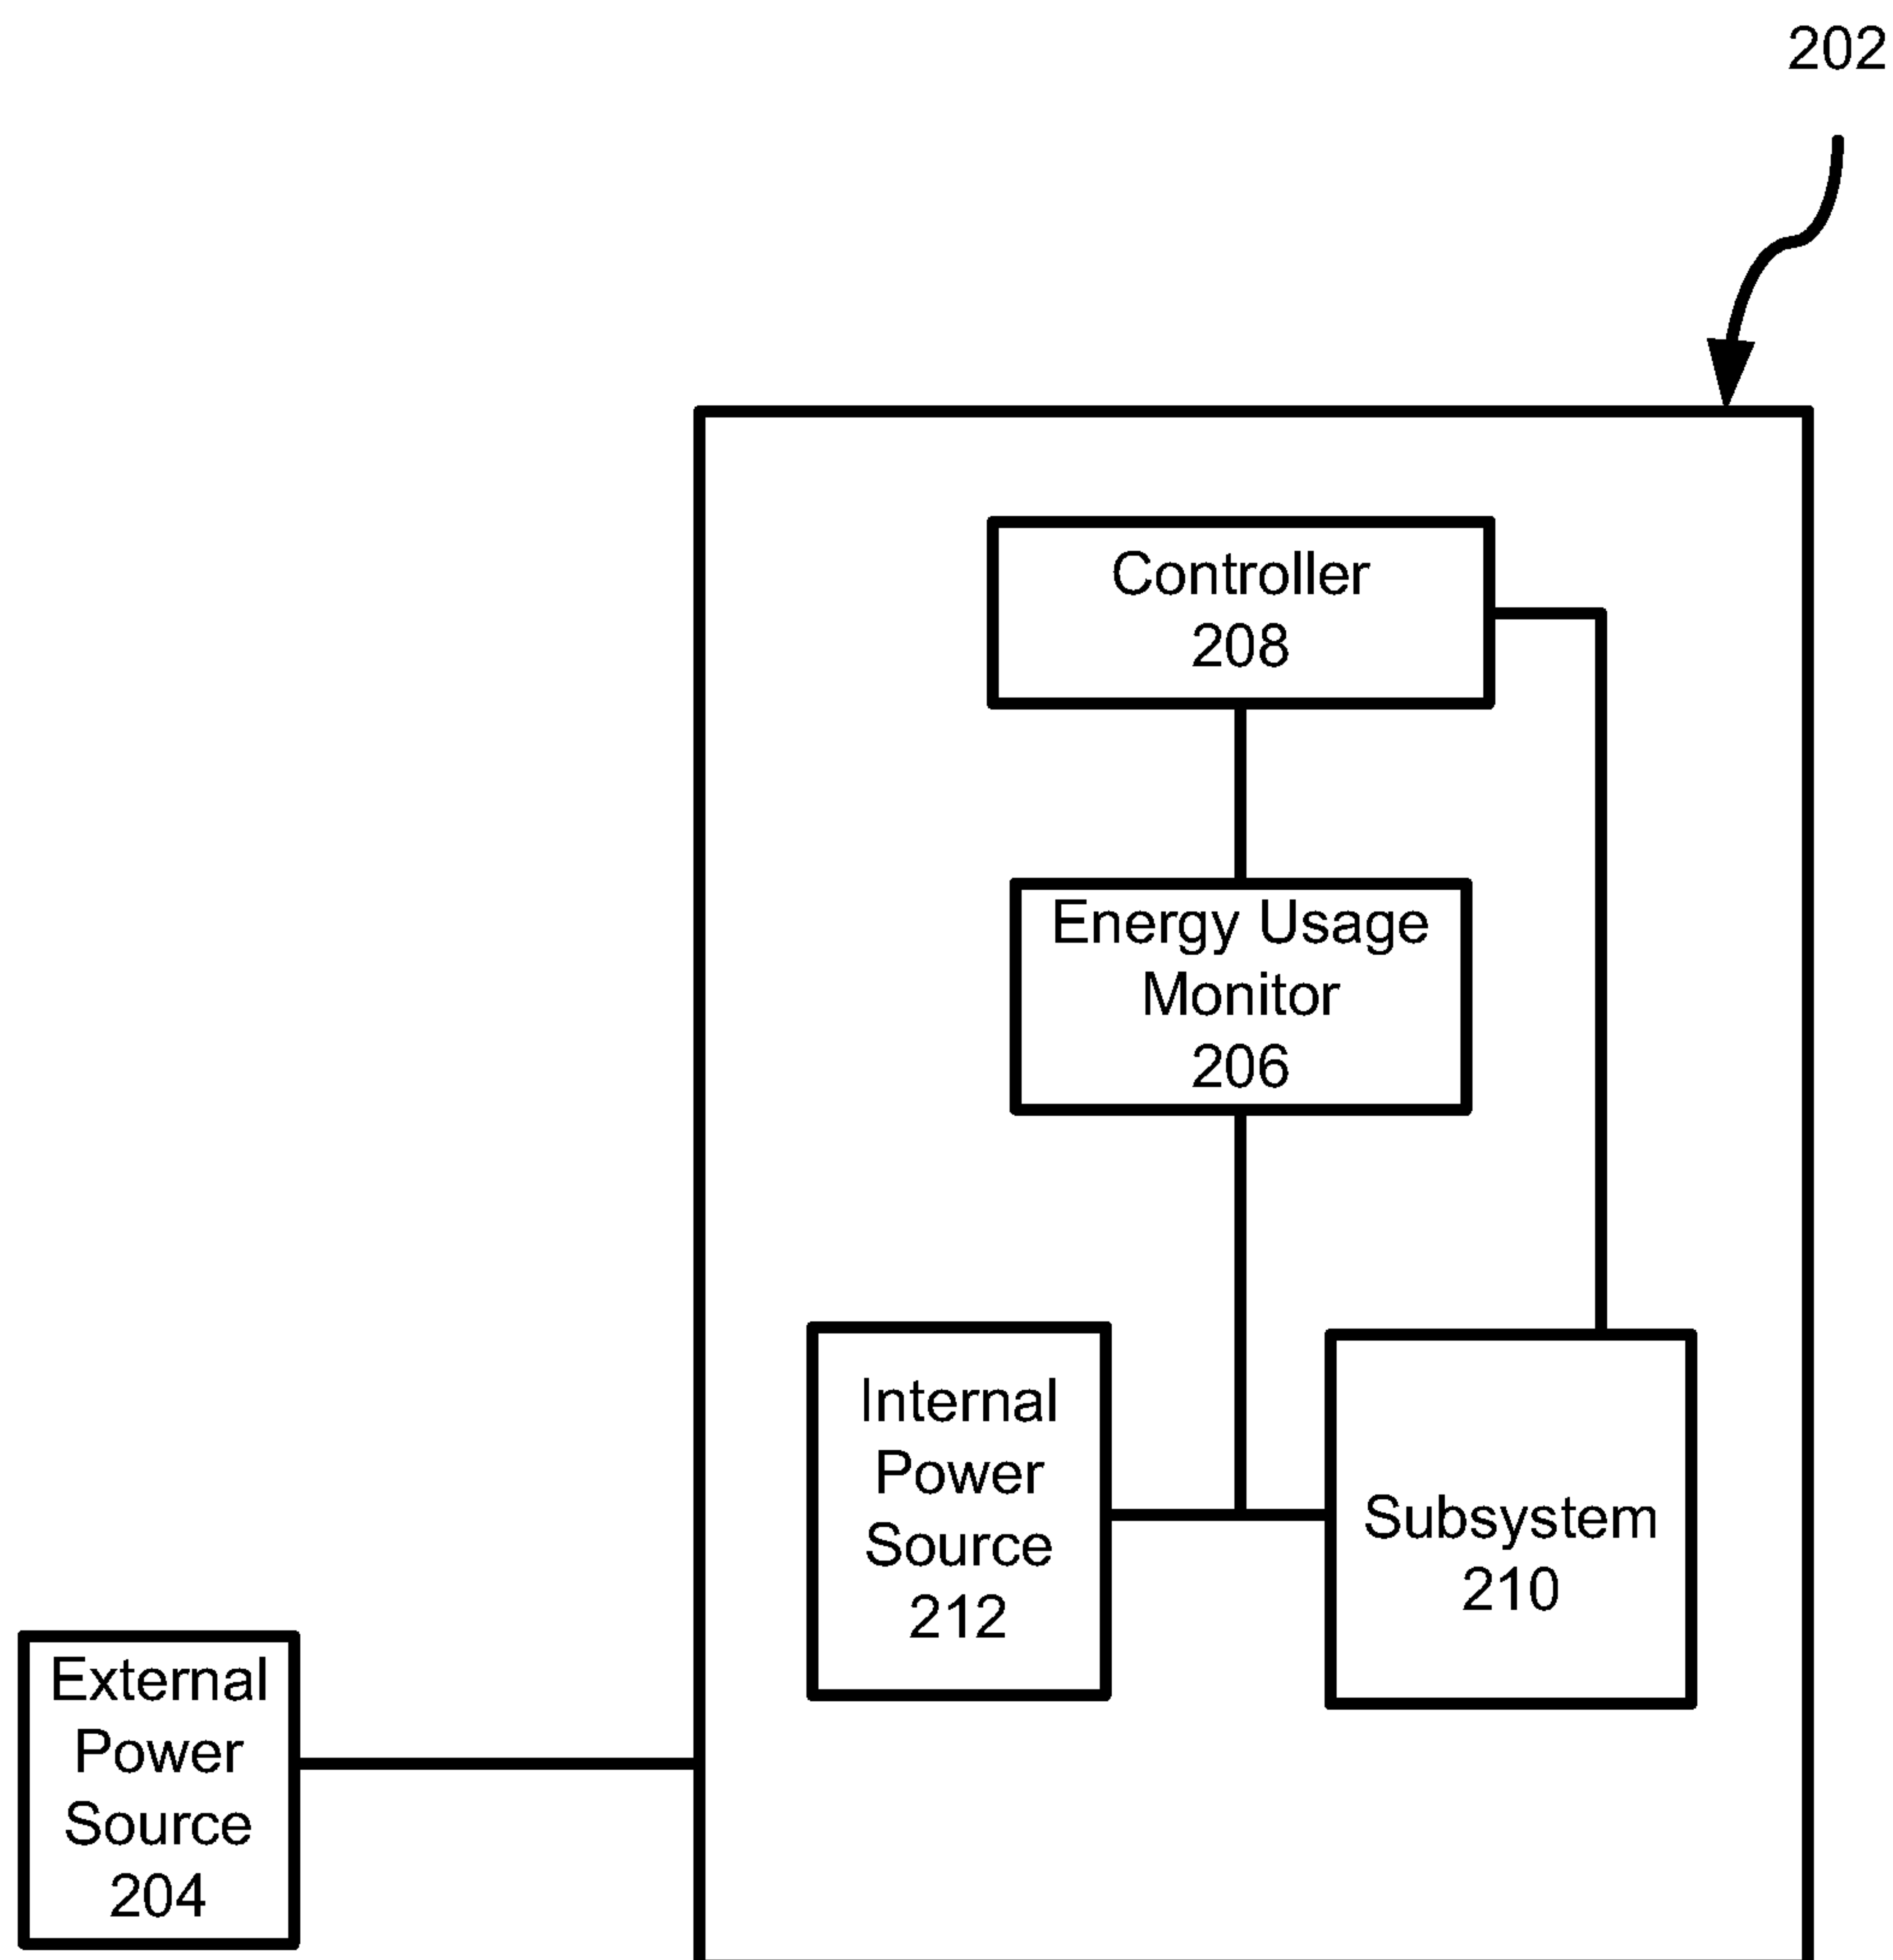 202
Controller
208
Energy Usage
Monitor
206
Internal
Power
Source
212
Subsystem
210
External
Power
Source
204